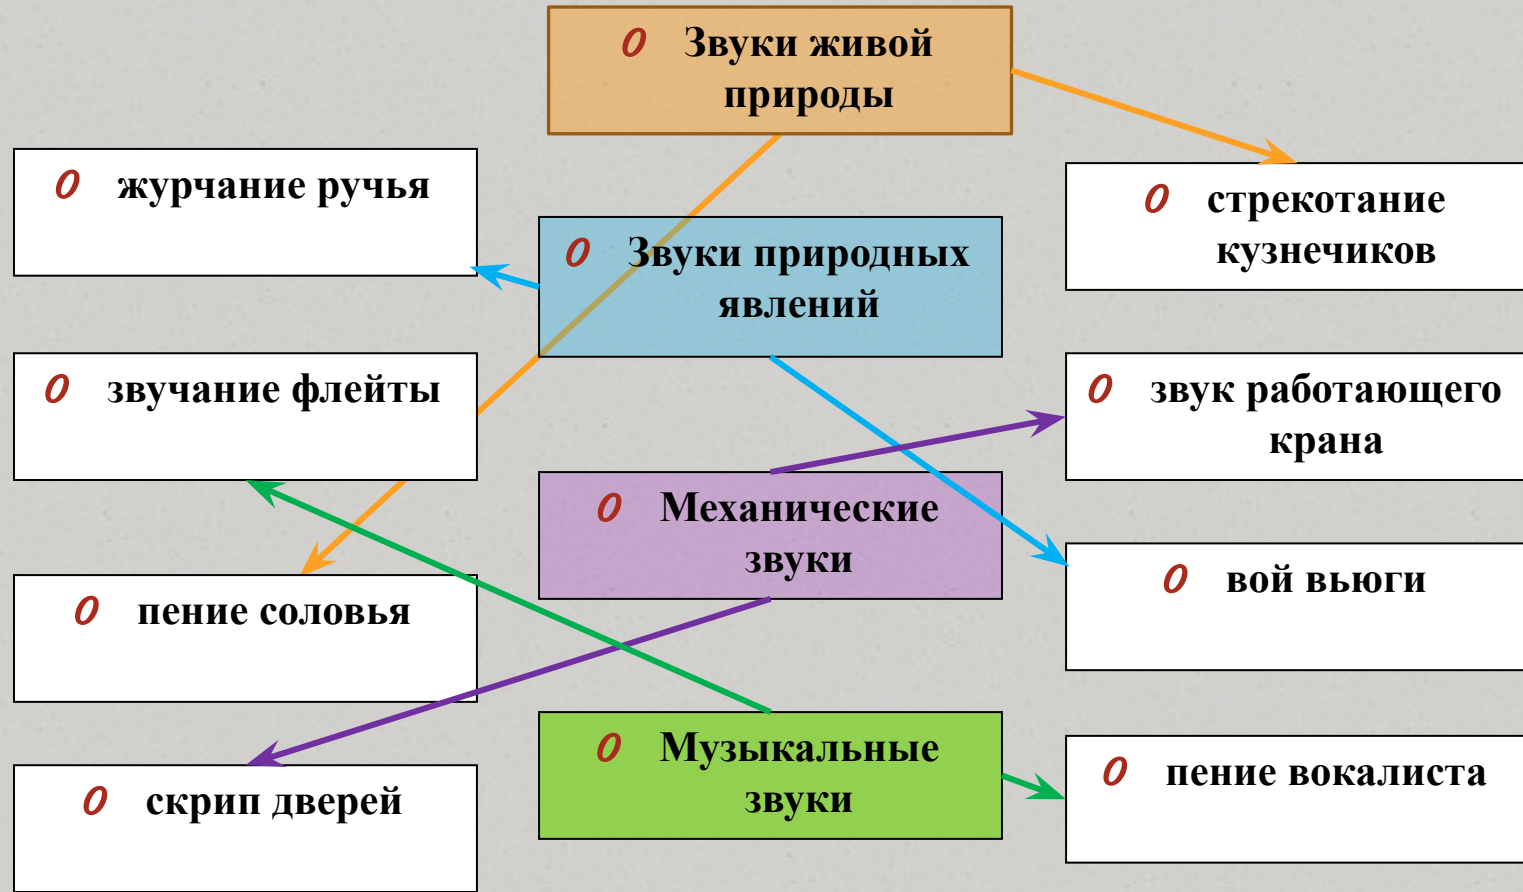 Звуки живой
природы
журчание ручья
стрекотание
кузнечиков
Звуки природных
явлений
звучание флейты
звук работающего
крана
Механические
звуки
пение соловья
вой вьюги
Музыкальные
звуки
скрип дверей
пение вокалиста